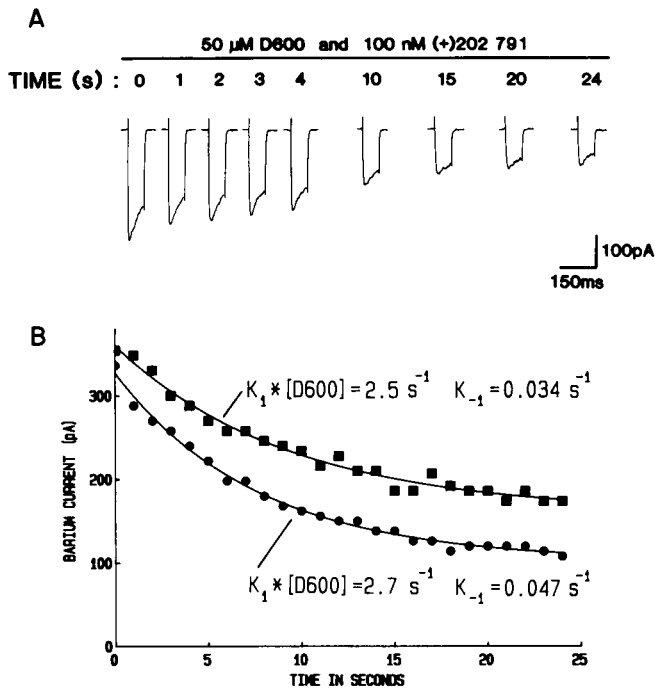 A
50 µM D600 and 100 nM (+)202 791
TIME (s) : 0 1 2 3 4 10 15 20 24
100pA
150ms
B
K₁*[D600]=2.5 s⁻¹ K₋₁=0.034 s⁻¹
K₁*[D600]=2.7 s⁻¹ K₋₁=0.047 s⁻¹
BARIUM CURRENT (pA)
300
200
100
0
0 5 10 15 20 25
TIME IN SECONDS